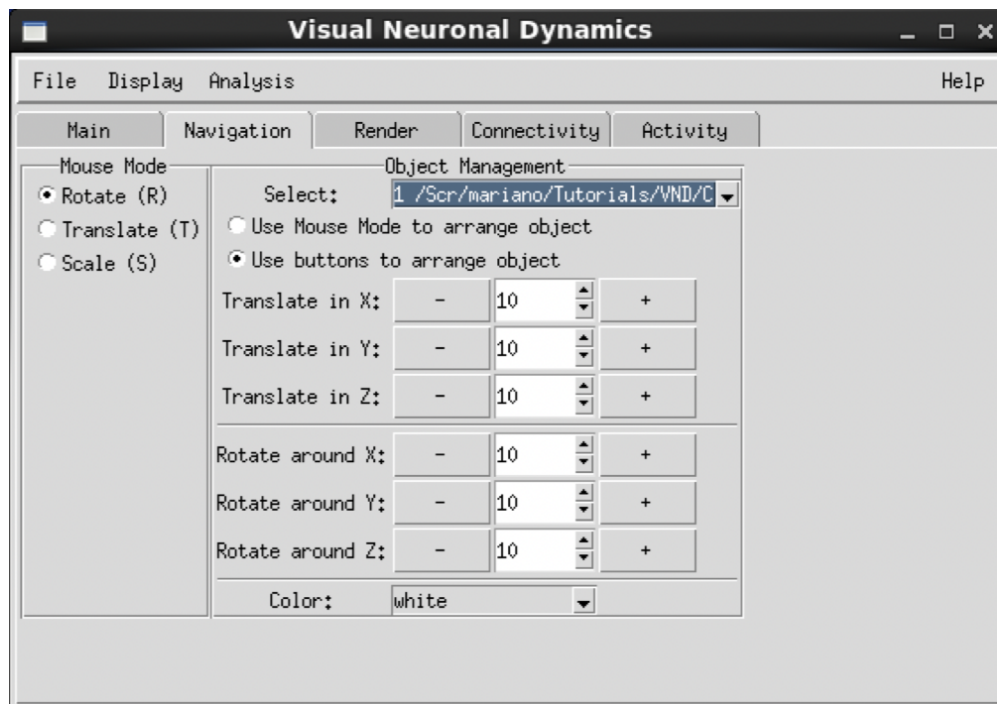 Visual Neuronal Dynamics
File Display Analysis Help
Main Navigation Render Connectivity Activity
Mouse Mode Object Management
Rotate (R) Select: 1 /Scr/mariano/Tutorials/VND/C
Translate (T) Use Mouse Mode to arrange object
Scale (S) Use buttons to arrange object
Translate in X: - 10 +
Translate in Y: - 10 +
Translate in Z: - 10 +
Rotate around X: - 10 +
Rotate around Y: - 10 +
Rotate around Z: - 10 +
Color: white